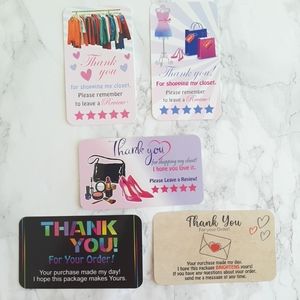 Thank
you
for shopping my closet.
Please remember
to leave a Review!
Thank you!
For shopping my closet.
Please remember
to leave a Review!
Thank you
for shopping my closet!
I hope you love it.
Please Leave a Review!
THANK
YOU!
For Your Order!
Your purchase made my day!
I hope this package makes Yours.
Thank You
For Your Order!
Your purchase made my day.
I hope this package BRIGHTENS yours!
If you have any questions about your order,
send me a message at any time.